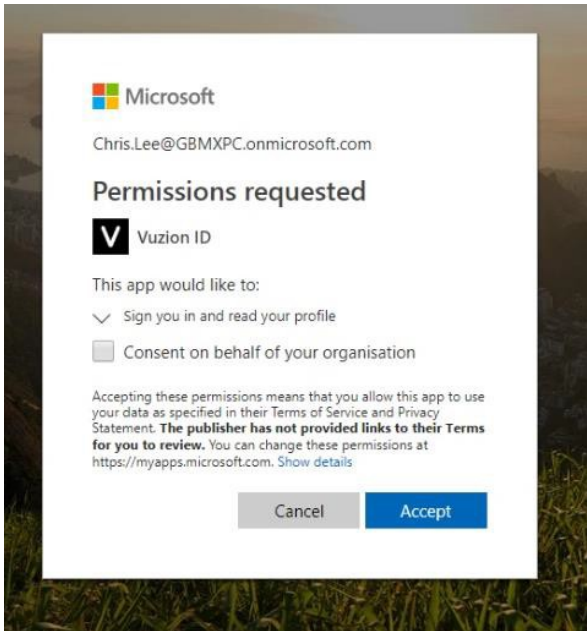 Microsoft
Chris.Lee@GBMXPC.onmicrosoft.com
Permissions requested
V Vuzion ID
This app would like to:
Sign you in and read your profile
Consent on behalf of your organisation
Accepting these permissions means that you allow this app to use
your data as specified in their Terms of Service and Privacy
Statement. The publisher has not provided links to their Terms
for you to review. You can change these permissions at
https://myapps.microsoft.com. Show details
Cancel Accept